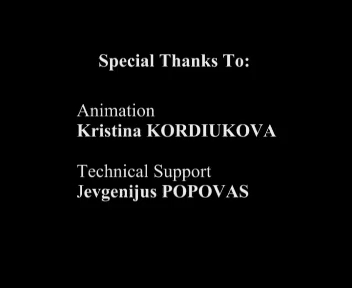 Special Thanks To:
Animation
Kristina KORDIUKOVA
Technical Support
Jevgenijus POPOVAS